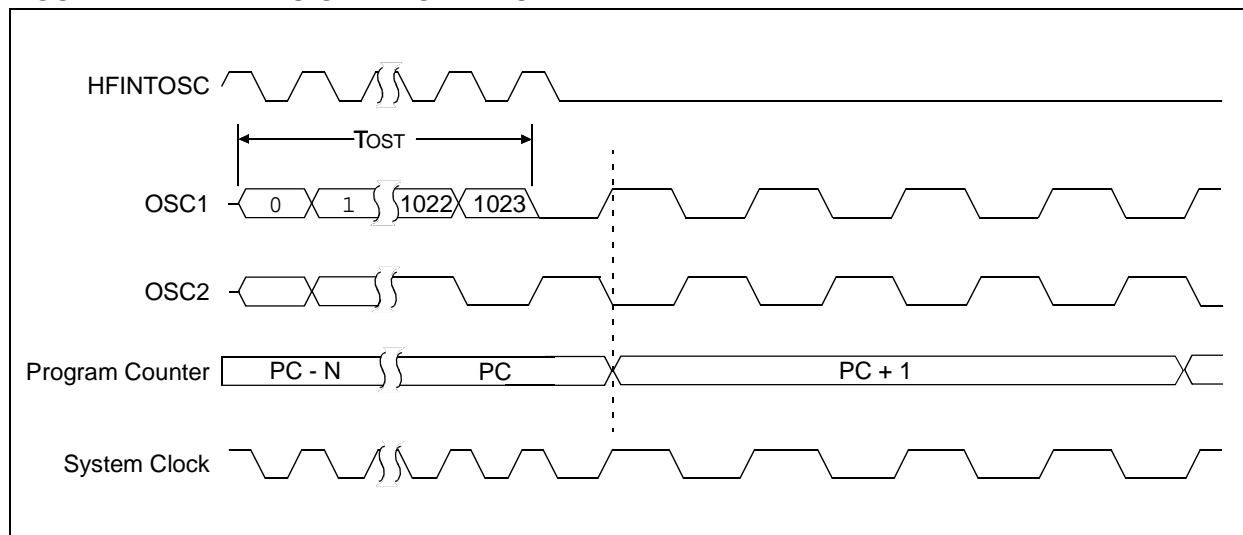 HFINTOSC
TOST
OSC1 0 1 1022 1023
OSC2
Program Counter PC - N PC PC + 1
System Clock